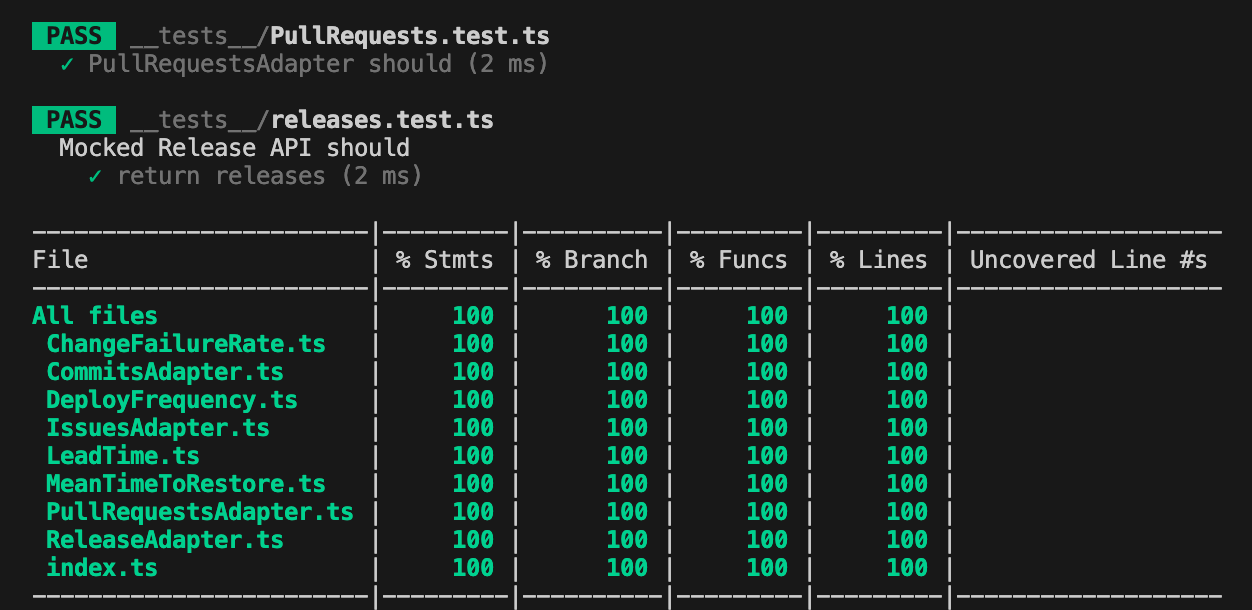 PASS __tests__/PullRequests.test.ts
✓ PullRequestsAdapter should (2 ms)
PASS __tests__/releases.test.ts
Mocked Release API should
✓ return releases (2 ms)
File | % Stmts | % Branch | % Funcs | % Lines | Uncovered Line #s
All files | 100 | 100 | 100 | 100 |
ChangeFailureRate.ts | 100 | 100 | 100 | 100 |
CommitsAdapter.ts | 100 | 100 | 100 | 100 |
DeployFrequency.ts | 100 | 100 | 100 | 100 |
IssuesAdapter.ts | 100 | 100 | 100 | 100 |
LeadTime.ts | 100 | 100 | 100 | 100 |
MeanTimeToRestore.ts | 100 | 100 | 100 | 100 |
PullRequestsAdapter.ts | 100 | 100 | 100 | 100 |
ReleaseAdapter.ts | 100 | 100 | 100 | 100 |
index.ts | 100 | 100 | 100 | 100 |